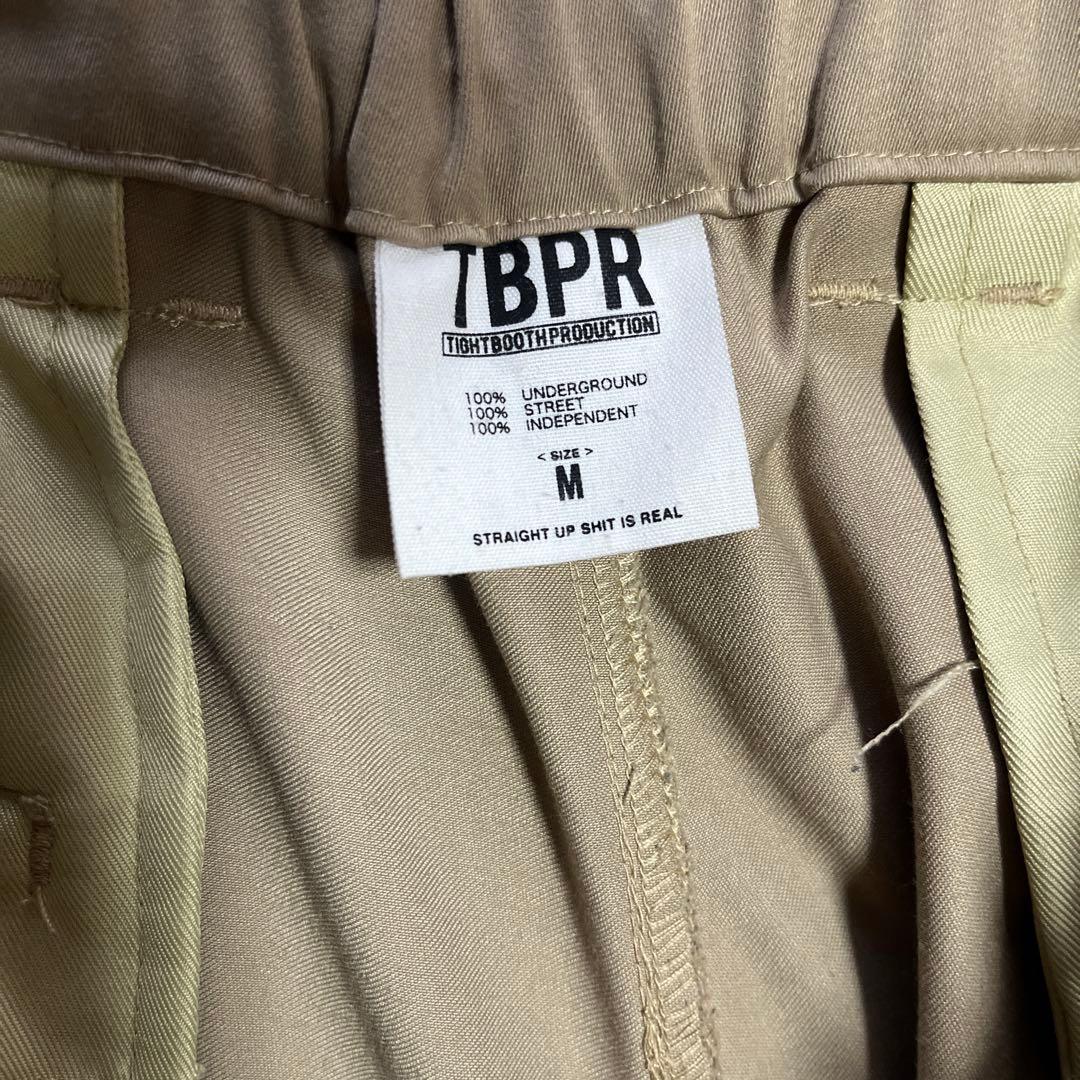 TBPR
TIGHTBOOTHPRODUCTION
100% UNDERGROUND
100% STREET
100% INDEPENDENT
< SIZE >
M
STRAIGHT UP SHIT IS REAL